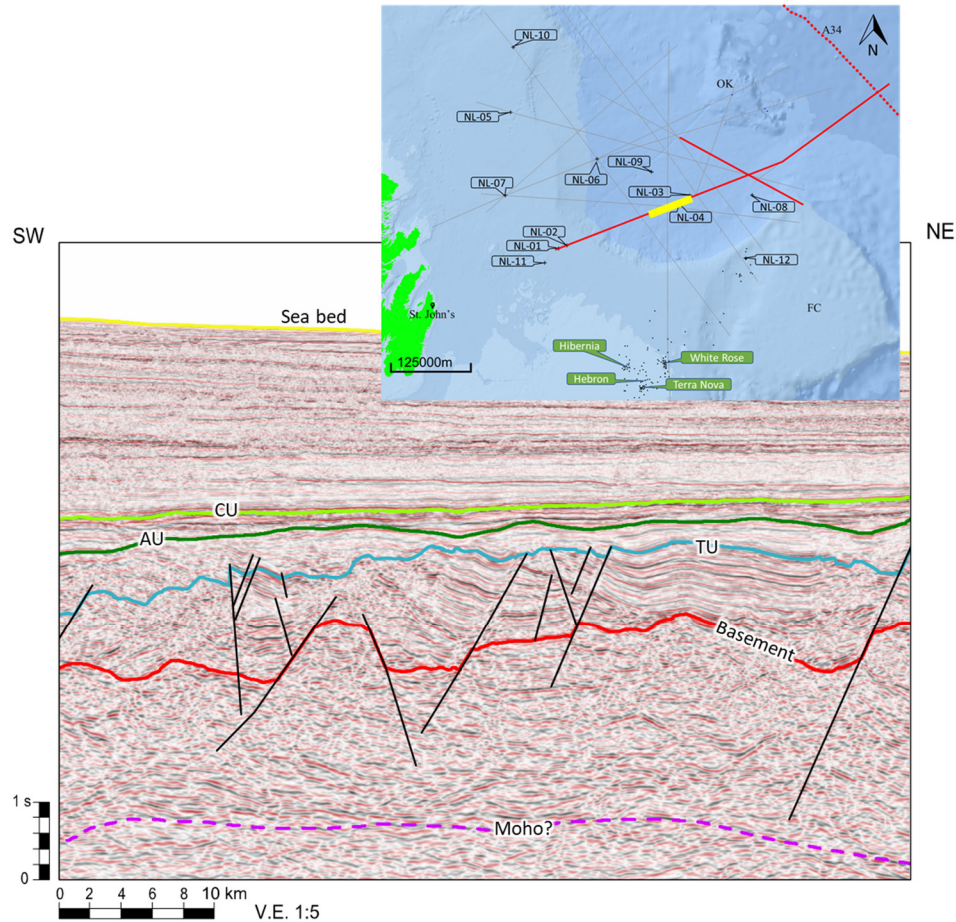 NL-10
A34
N
OK
NL-05
NL-09
NL-06
NL-07
NL-03
NL-08
NL-04
NL-02
NL-01
NL-11
NL-12
SW
NE
FC
Sea bed
St. John's
Hibernia
White Rose
125000m
Hebron
Terra Nova
CU
AU
TU
Basement
1 s
Moho?
0
0 2 4 6 8 10 km
V.E. 1:5